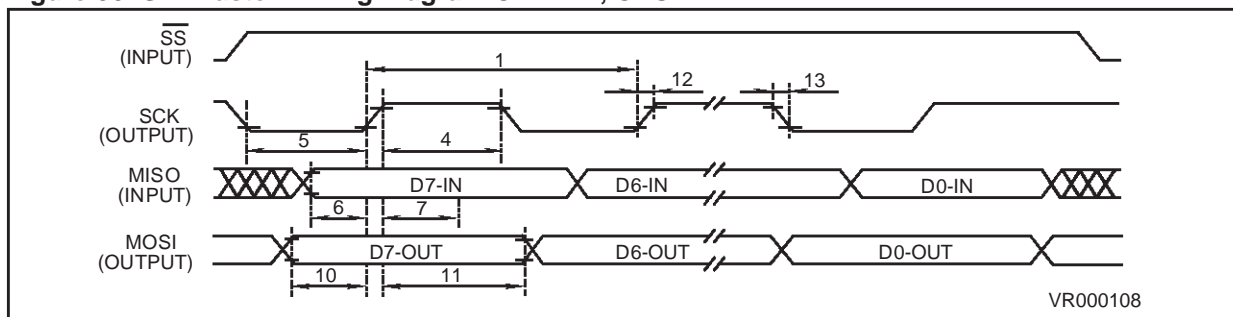 SS
(INPUT)
1
12
13
SCK
(OUTPUT)
5
4
MISO
(INPUT)
D7-IN
D6-IN
D0-IN
6
7
MOSI
(OUTPUT)
D7-OUT
D6-OUT
D0-OUT
10
11
VR000108